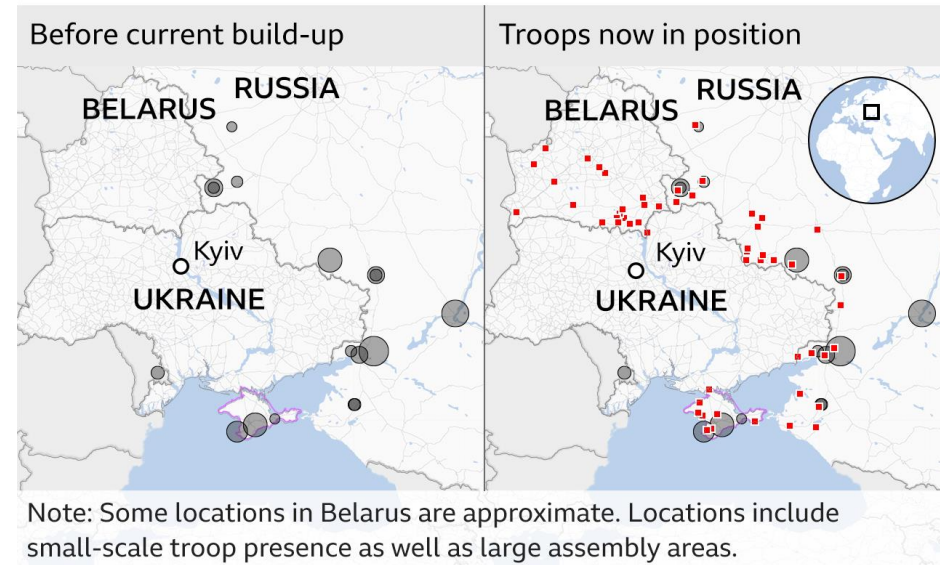 Before current build-up
Troops now in position
RUSSIA
BELARUS
Kyiv
UKRAINE
RUSSIA
BELARUS
Kyiv
UKRAINE
Note: Some locations in Belarus are approximate. Locations include
small-scale troop presence as well as large assembly areas.